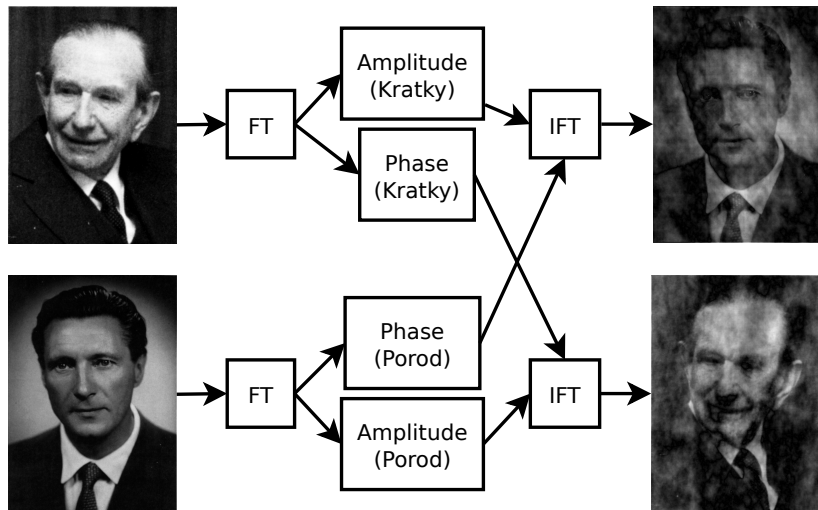 Amplitude
(Kratky)
FT
IFT
Phase
(Kratky)
Phase
(Porod)
FT
IFT
Amplitude
(Porod)